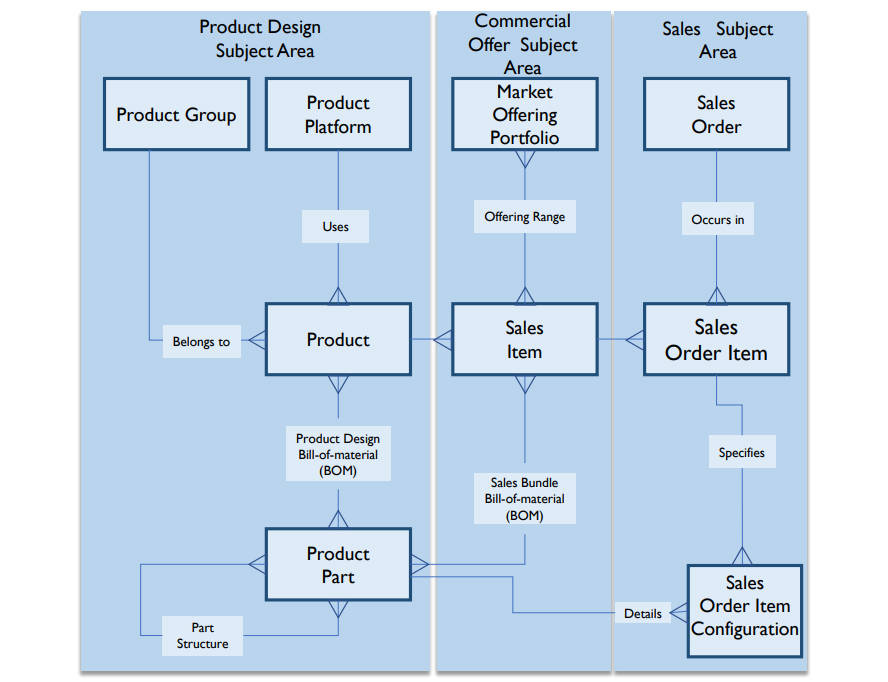 Product Design
Subject Area
Commercial
Offer Subject
Area
Sales Subject
Area
Product Group
Product
Platform
Market
Offering
Portfolio
Sales
Order
Uses
Offering Range
Occurs in
Belongs to
Product
Sales
Item
Sales
Order Item
Product Design
Bill-of-material
(BOM)
Sales Bundle
Bill-of-material
(BOM)
Specifies
Product
Part
Part
Structure
Details
Sales
Order Item
Configuration